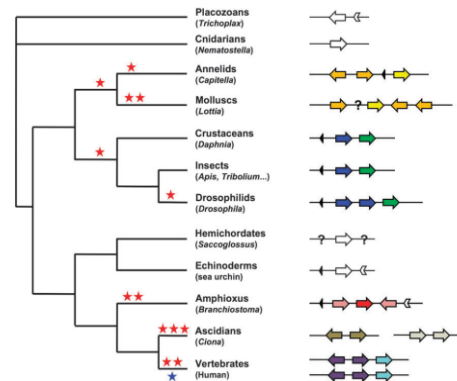 Placozoans
(Trichoplax)
Cnidarians
(Nematostella)
Annelids
(Capitella)
Molluscs
(Lottia)
?
Crustaceans
(Daphnia)
Insects
(Apis, Tribolium...)
Drosophilids
(Drosophila)
Hemichordates
(Saccoglossus)
? ?
Echinoderms
(sea urchin)
Amphioxus
(Branchiostoma)
Ascidians
(Ciona)
Vertebrates
(Human)